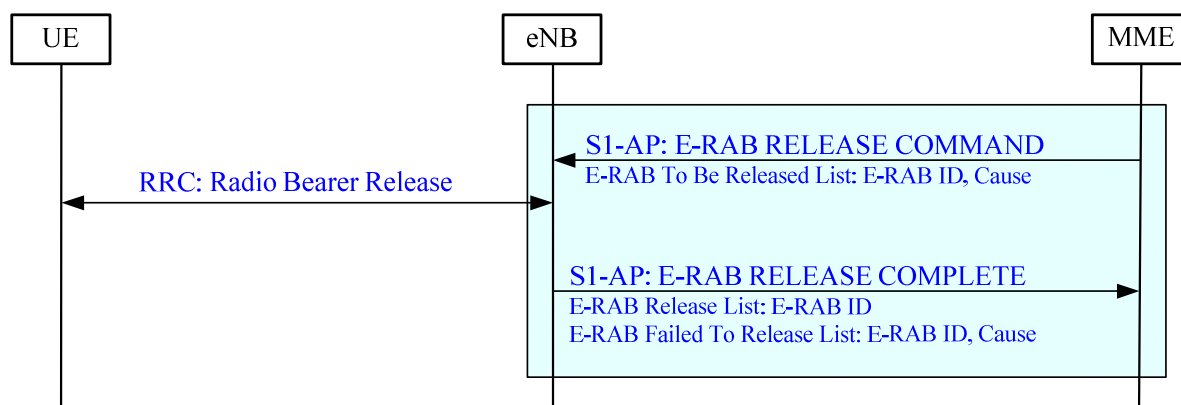 UE
eNB
MME
S1-AP: E-RAB RELEASE COMMAND
E-RAB To Be Released List: E-RAB ID, Cause
RRC: Radio Bearer Release
S1-AP: E-RAB RELEASE COMPLETE
E-RAB Release List: E-RAB ID
E-RAB Failed To Release List: E-RAB ID, Cause